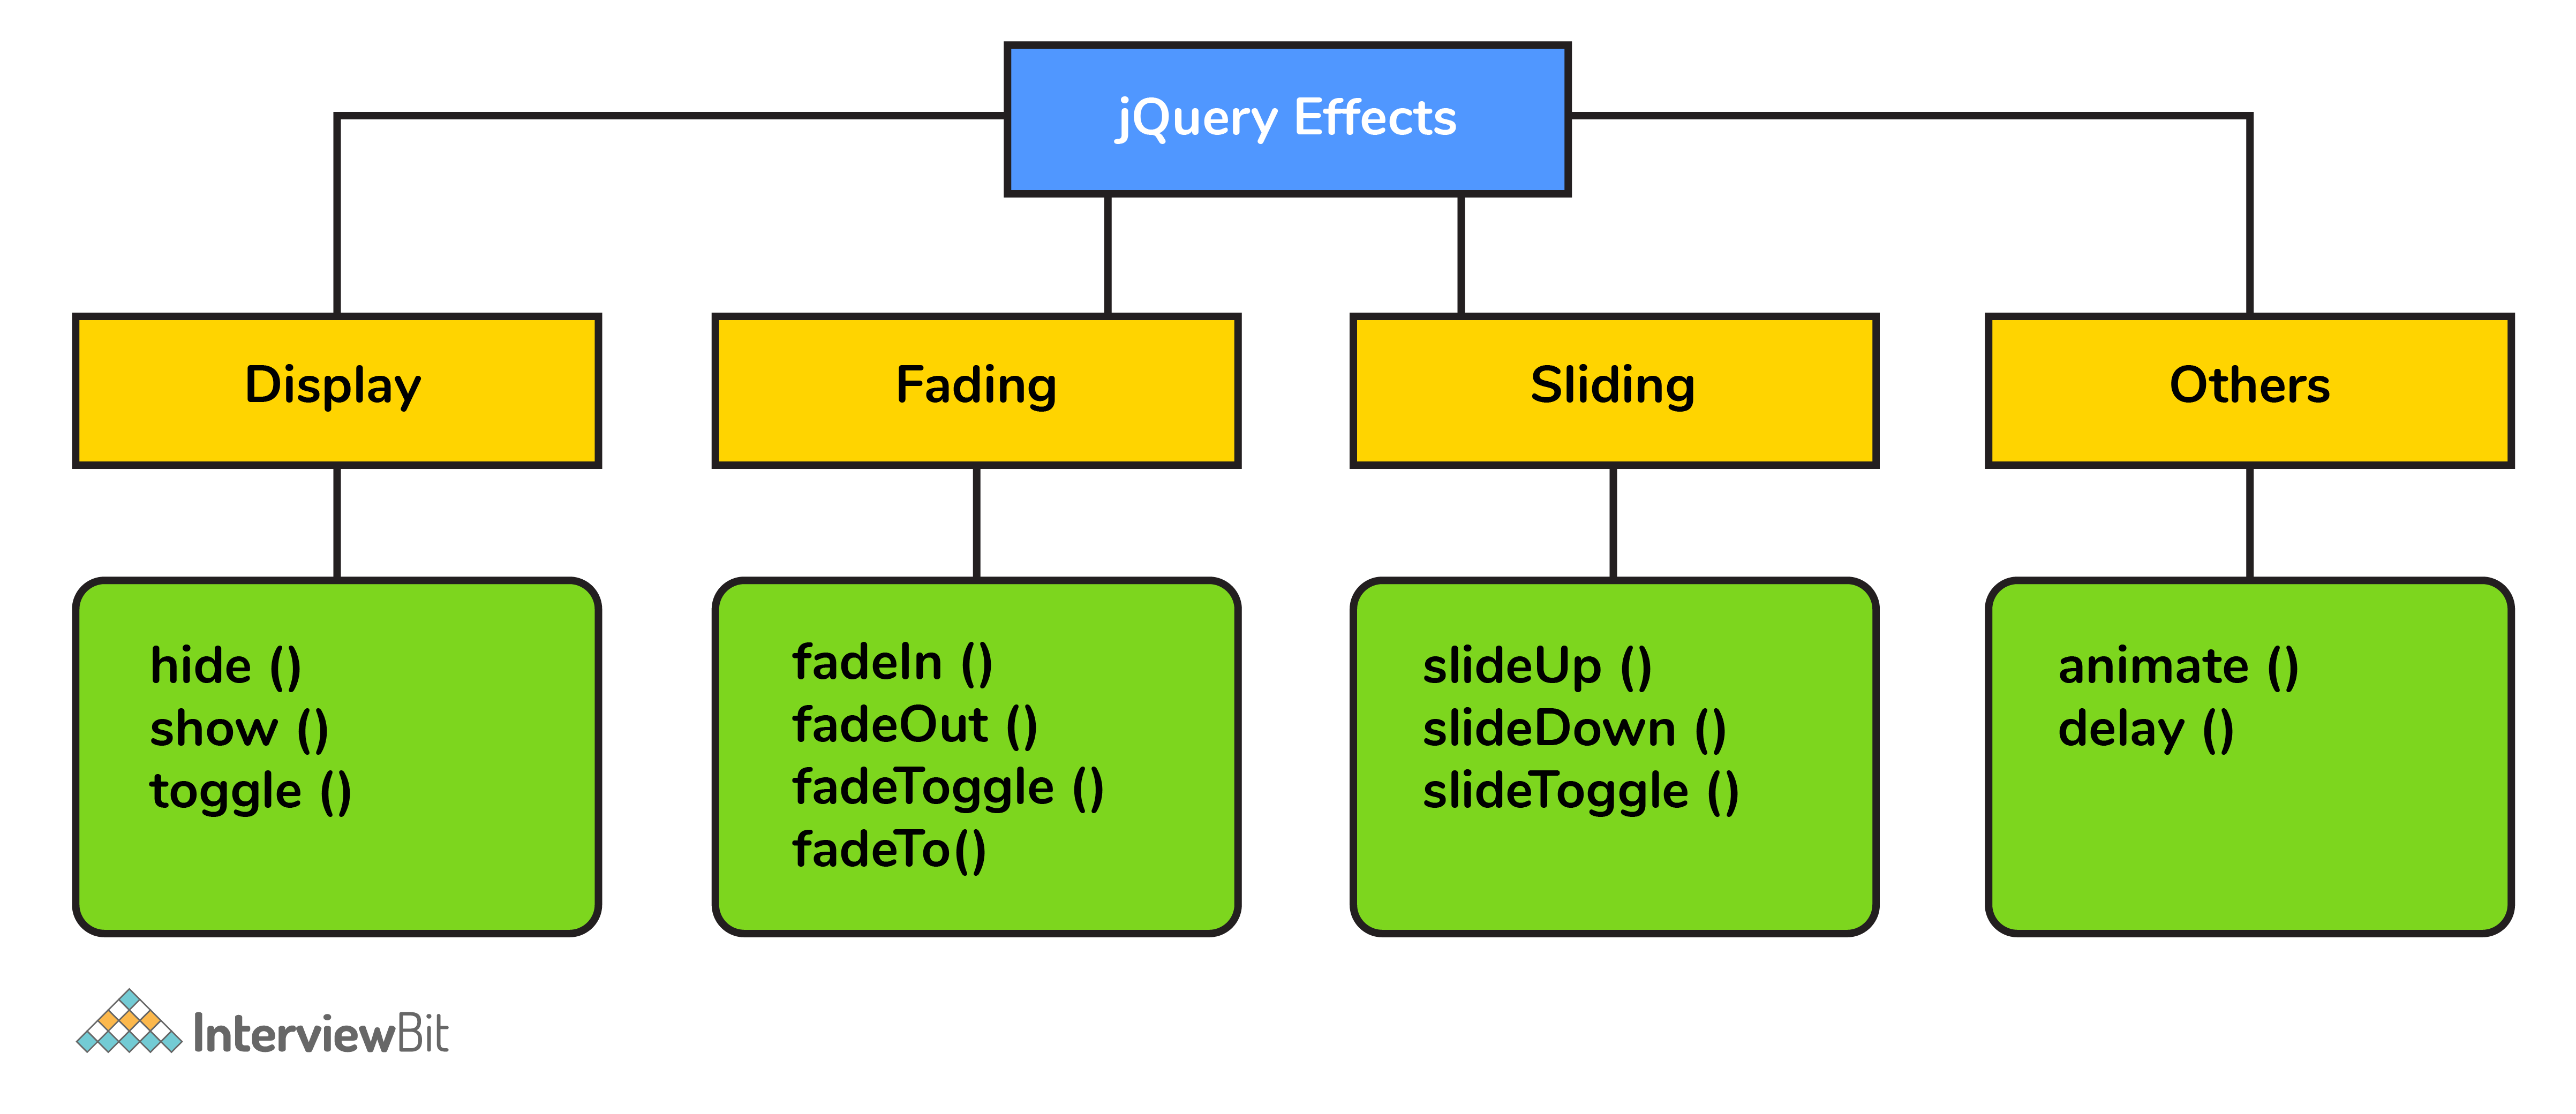 jQuery Effects
Display
Fading
Sliding
Others
hide ()
show ()
toggle ()
fadeIn ()
fadeOut ()
fadeToggle ()
fadeTo()
slideUp ()
slideDown ()
slideToggle ()
animate ()
delay ()
InterviewBit